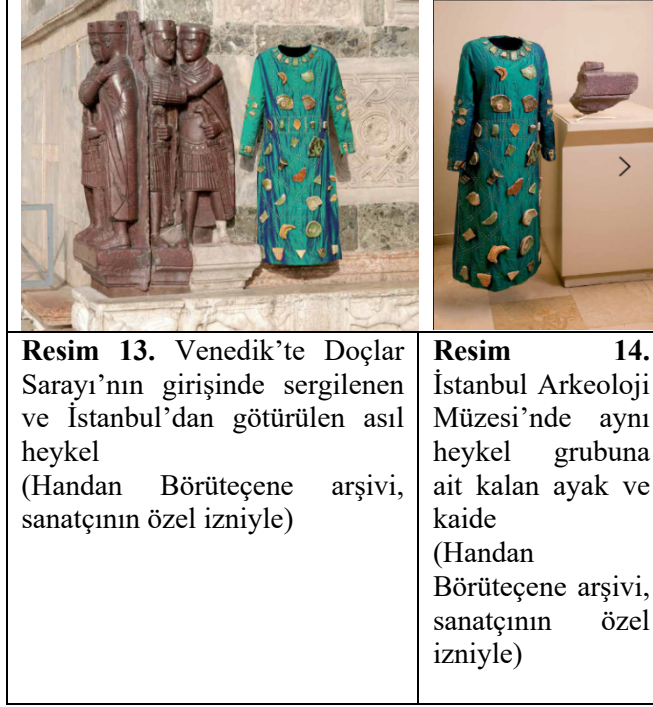 Resim 13. Venedik’te Doçlar
Sarayı’nın girişinde sergilenen
ve İstanbul’dan götürülen asıl
heykel
(Handan Börüteçene arşivi,
sanatçının özel izniyle)
Resim 14.
İstanbul Arkeoloji
Müzesi’nde aynı
heykel grubuna
ait kalan ayak ve
kaide
(Handan
Börüteçene arşivi,
sanatçının özel
izniyle)